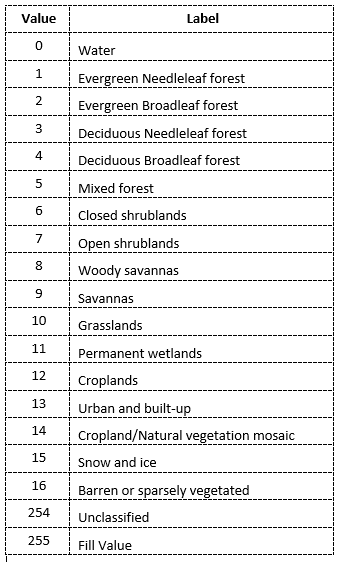 Value Label
0 Water
1 Evergreen Needleleaf forest
2 Evergreen Broadleaf forest
3 Deciduous Needleleaf forest
4 Deciduous Broadleaf forest
5 Mixed forest
6 Closed shrublands
7 Open shrublands
8 Woody savannas
9 Savannas
10 Grasslands
11 Permanent wetlands
12 Croplands
13 Urban and built-up
14 Cropland/Natural vegetation mosaic
15 Snow and ice
16 Barren or sparsely vegetated
254 Unclassified
255 Fill Value